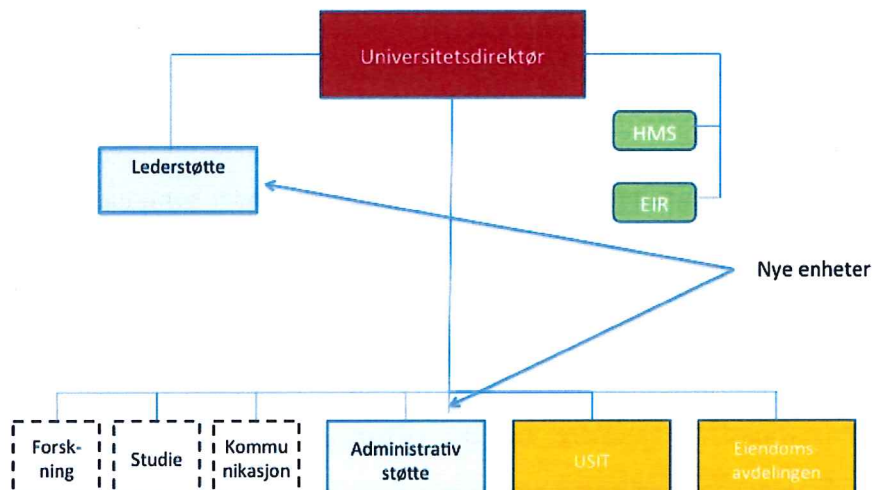 Universitetsdirektør
HMS
Lederstøtte
EIR
Nye enheter
Forsk-
ning
Studie
Kommu
nikasjon
Administrativ
støtte
USIT
Eiendoms
avdelingen